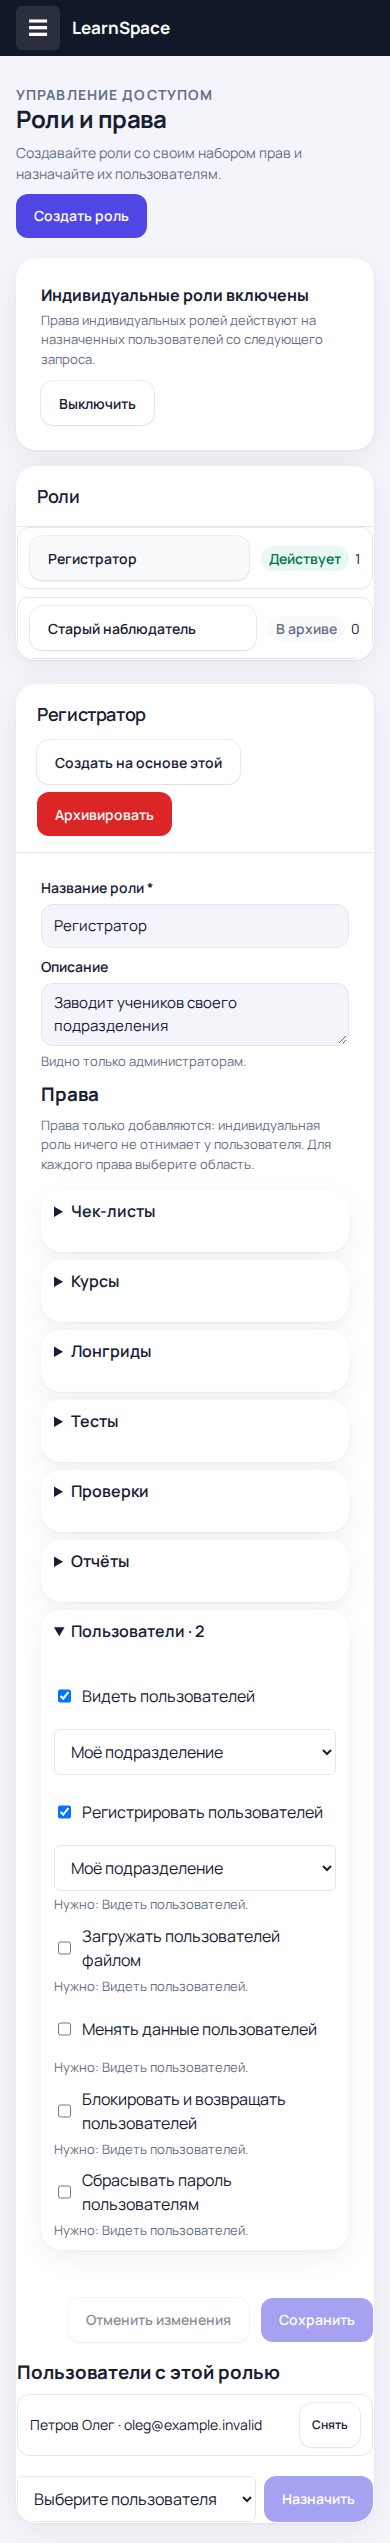 ☰ LearnSpace
УПРАВЛЕНИЕ ДОСТУПОМ
Роли и права
Создавайте роли со своим набором прав и
назначайте их пользователям.
Создать роль
Индивидуальные роли включены
Права индивидуальных ролей действуют на
назначенных пользователей со следующего
запроса.
Выключить
Роли
Регистратор Действует 1
Старый наблюдатель В архиве 0
Регистратор
Создать на основе этой
Архивировать
Название роли *
Регистратор
Описание
Заводит учеников своего
подразделения
Видно только администраторам.
Права
Права только добавляются: индивидуальная
роль ничего не отнимает у пользователя. Для
каждого права выберите область.
Чек-листы
Курсы
Лонгриды
Тесты
Проверки
Отчёты
Пользователи · 2
Видеть пользователей
Моё подразделение
Регистрировать пользователей
Моё подразделение
Нужно: Видеть пользователей.
Загружать пользователей
файлом
Нужно: Видеть пользователей.
Менять данные пользователей
Нужно: Видеть пользователей.
Блокировать и возвращать
пользователей
Нужно: Видеть пользователей.
Сбрасывать пароль
пользователям
Нужно: Видеть пользователей.
Отменить изменения Сохранить
Пользователи с этой ролью
Петров Олег · oleg@example.invalid Снять
Выберите пользователя Назначить